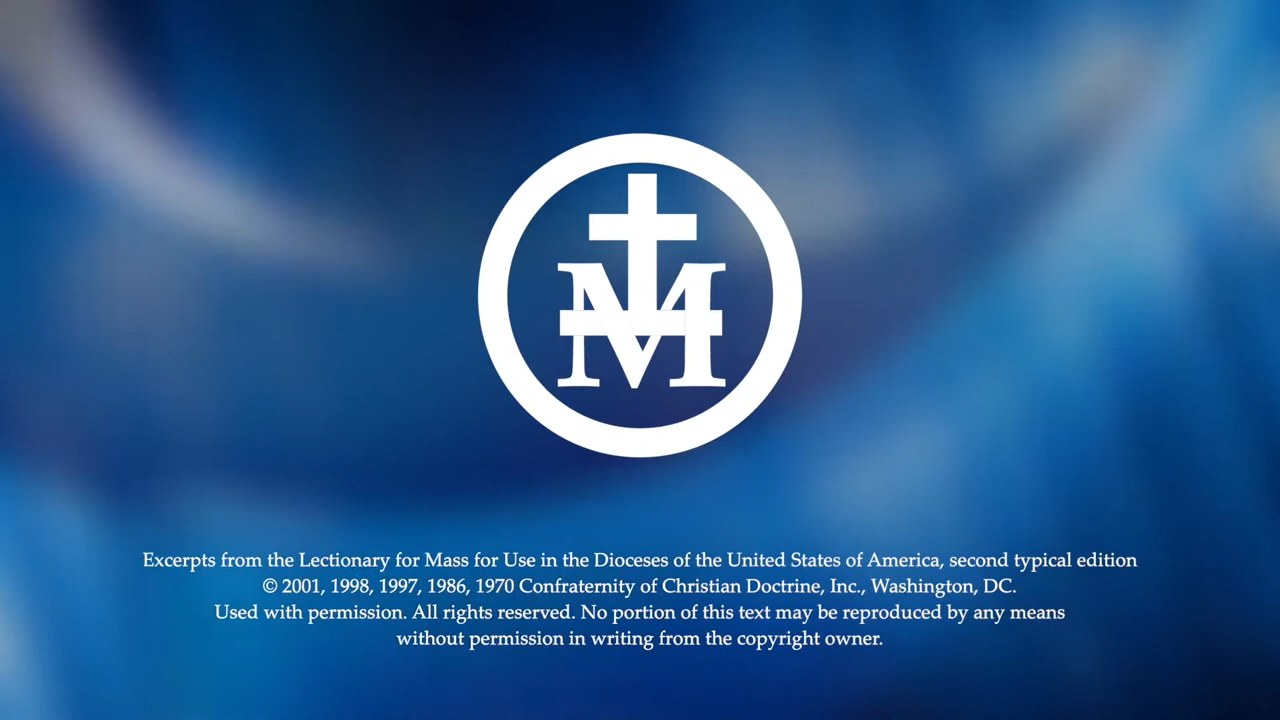 M
Excerpts from the Lectionary for Mass for Use in the Dioceses of the United States of America, second typical edition
© 2001, 1998, 1997, 1986, 1970 Confraternity of Christian Doctrine, Inc., Washington, DC.
Used with permission. All rights reserved. No portion of this text may be reproduced by any means
without permission in writing from the copyright owner.